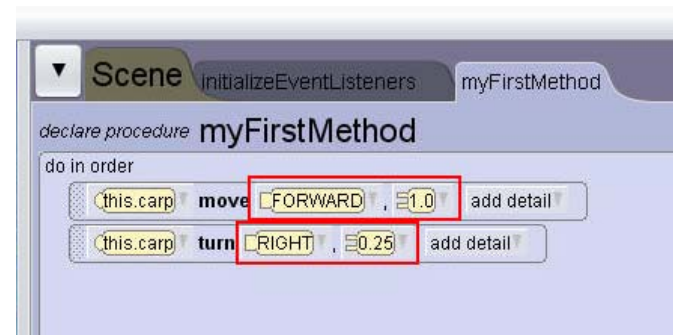 Scene initializeEventListeners myFirstMethod
declare procedure myFirstMethod
do in order
this.carp move FORWARD , 1.0 add detail
this.carp turn RIGHT , 0.25 add detail